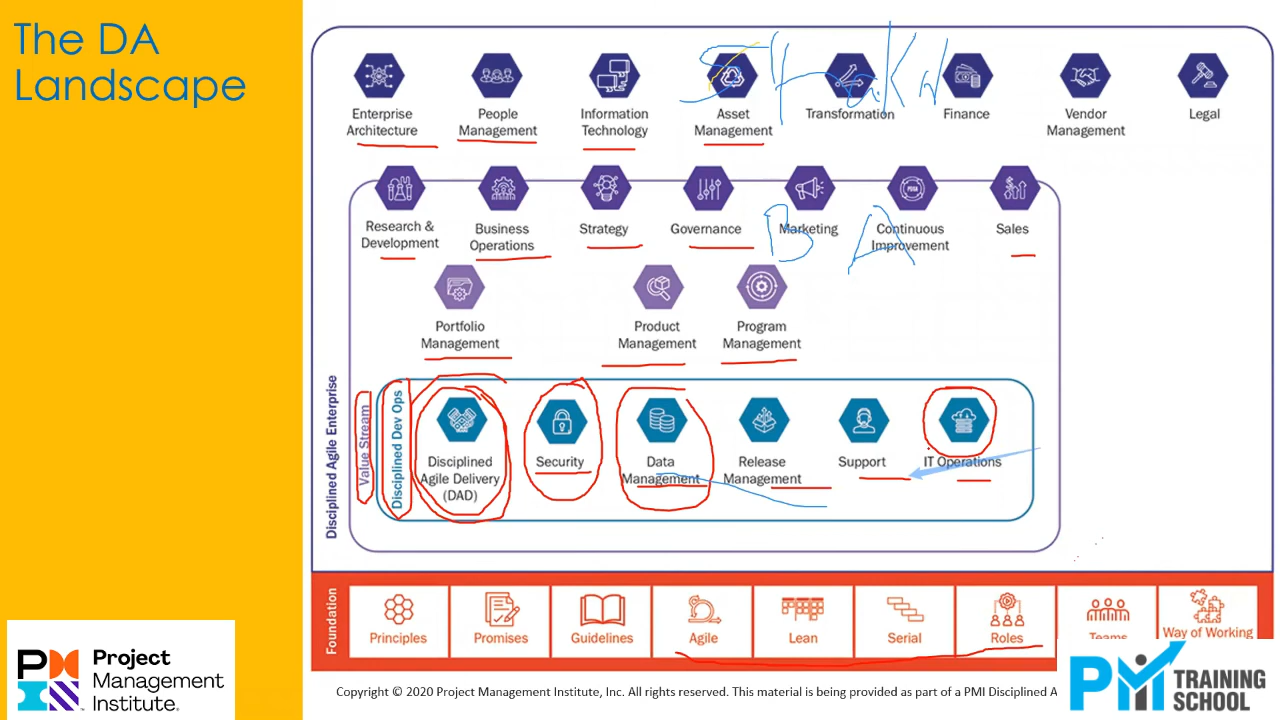 The DA
Landscape
Enterprise
Architecture
People
Management
Information
Technology
Asset
Management
Transformation
Finance
Vendor
Management
Legal
Research &
Development
Business
Operations
Strategy
Governance
Marketing
Continuous
Improvement
Sales
B A
Portfolio
Management
Product
Management
Program
Management
Disciplined Agile Enterprise
Value Stream
Disciplined Dev Ops
Disciplined
Agile Delivery
(DAD)
Security
Data
Management
Release
Management
Support
IT Operations
Foundation
Principles
Promises
Guidelines
Agile
Lean
Serial
Roles
Teams
Way of Working
Project
Management
Institute.
Copyright © 2020 Project Management Institute, Inc. All rights reserved. This material is being provided as part of a PMI Disciplined A
PM
TRAINING
SCHOOL